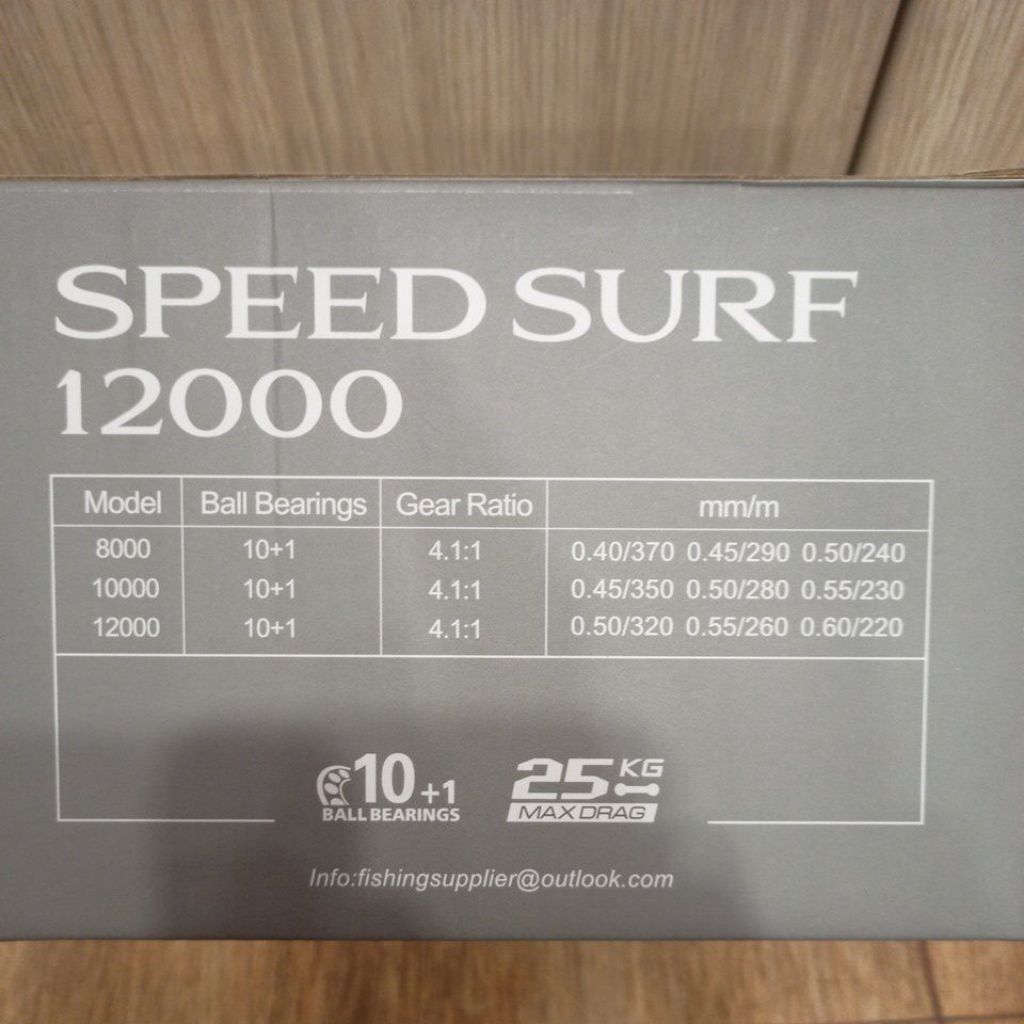 SPEED SURF
12000
Model Ball Bearings Gear Ratio mm/m
8000 10+1 4.1:1 0.40/370 0.45/290 0.50/240
10000 10+1 4.1:1 0.45/350 0.50/280 0.55/230
12000 10+1 4.1:1 0.50/320 0.55/260 0.60/220
10+1 25 KG
BALL BEARINGS MAX DRAG
Info:fishingsupplier@outlook.com